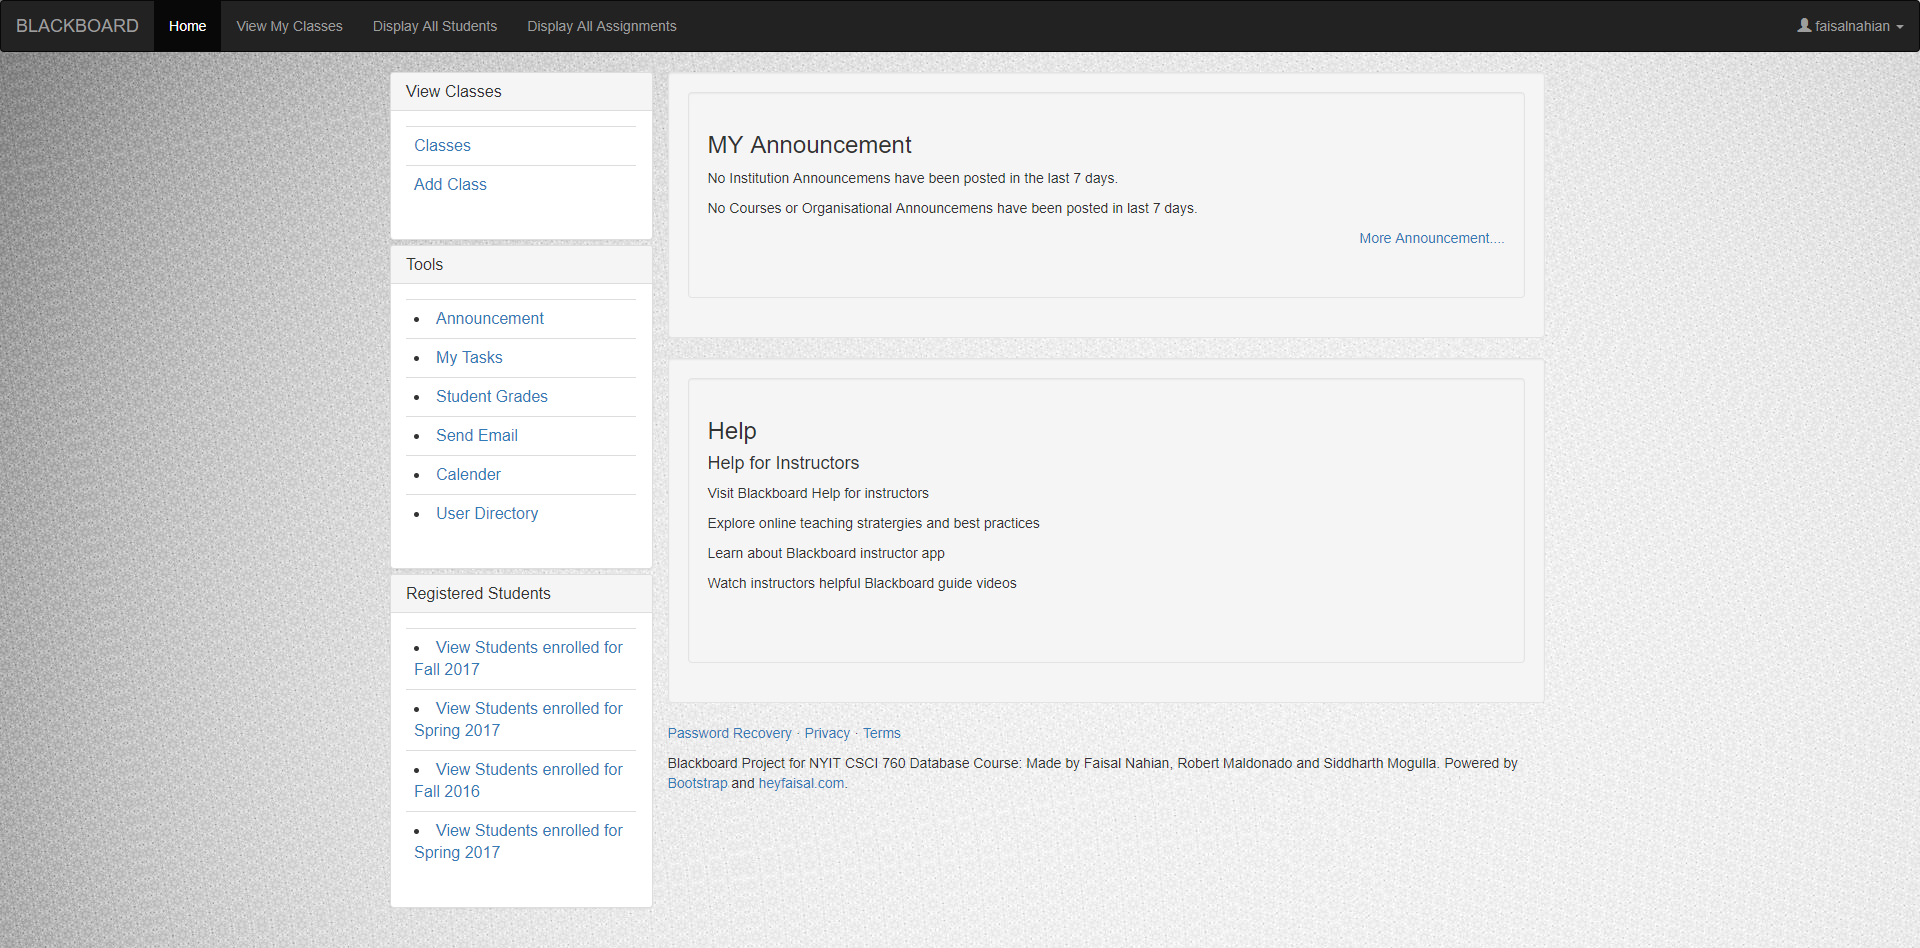 BLACKBOARD Home View My Classes Display All Students Display All Assignments faisalnahian
View Classes
Classes
Add Class
Tools
Announcement
My Tasks
Student Grades
Send Email
Calender
User Directory
Registered Students
View Students enrolled for
Fall 2017
View Students enrolled for
Spring 2017
View Students enrolled for
Fall 2016
View Students enrolled for
Spring 2017
MY Announcement
No Institution Announcemens have been posted in the last 7 days.
No Courses or Organisational Announcemens have been posted in last 7 days.
More Announcement....
Help
Help for Instructors
Visit Blackboard Help for instructors
Explore online teaching stratergies and best practices
Learn about Blackboard instructor app
Watch instructors helpful Blackboard guide videos
Password Recovery · Privacy · Terms
Blackboard Project for NYIT CSCI 760 Database Course: Made by Faisal Nahian, Robert Maldonado and Siddharth Mogulla. Powered by
Bootstrap and heyfaisal.com.